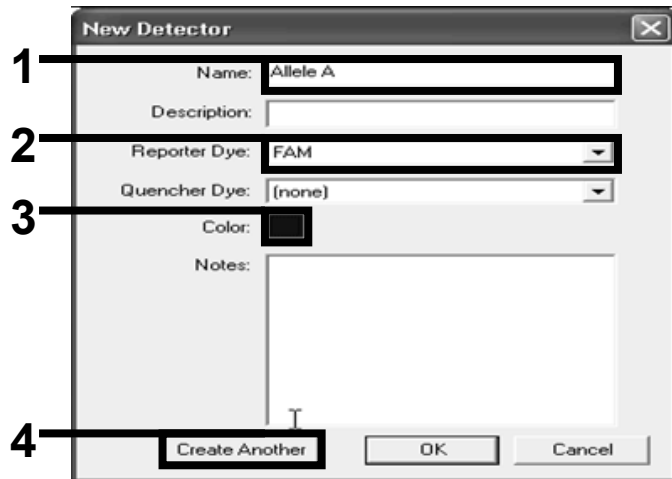 New Detector
1 Name: Allele A
Description:
2 Reporter Dye: FAM
Quencher Dye: (none)
3 Color:
Notes:
4 Create Another OK Cancel